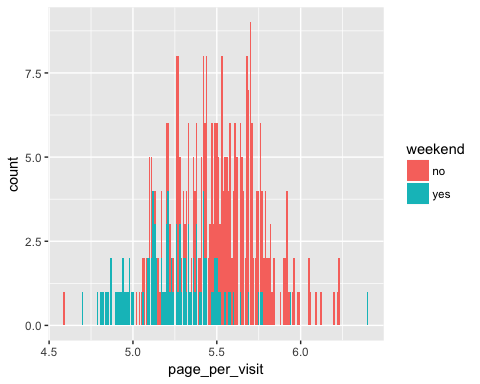 7.5
5.0
2.5
0.0
count
4.5 5.0 5.5 6.0
page_per_visit
weekend
no
yes